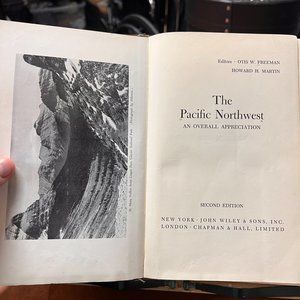 Editors - OTIS W. FREEMAN
HOWARD H. MARTIN
The
Pacific Northwest
AN OVERALL APPRECIATION
SECOND EDITION
NEW YORK · JOHN WILEY & SONS, INC.
LONDON · CHAPMAN & HALL, LIMITED